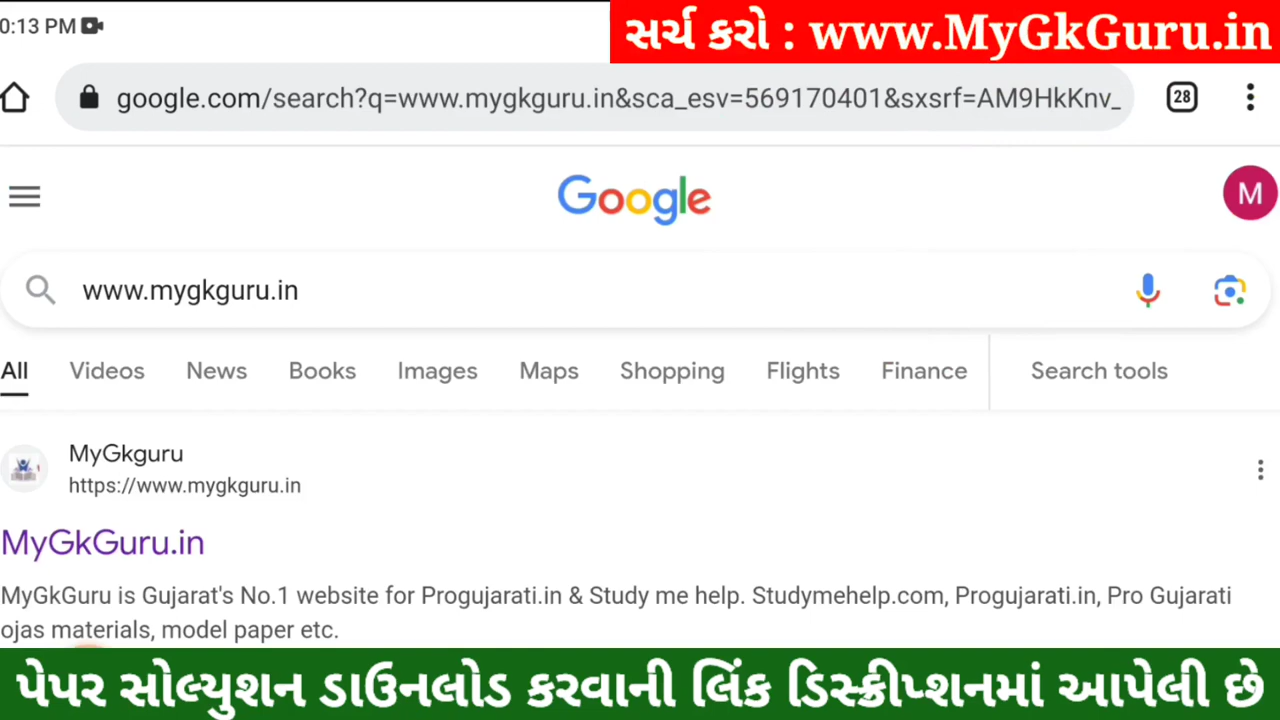 0:13 PM
સર્ચ કરો : www.MyGkGuru.in
google.com/search?q=www.mygkguru.in&sca_esv=569170401&sxsrf=AM9HkKnv_
28
Google
M
www.mygkguru.in
All Videos News Books Images Maps Shopping Flights Finance Search tools
MyGkguru
https://www.mygkguru.in
MyGkGuru.in
MyGkGuru is Gujarat's No.1 website for Progujarati.in & Study me help. Studymehelp.com, Progujarati.in, Pro Gujarati
ojas materials, model paper etc.
પેપર સોલ્યુશન ડાઉનલોડ કરવાની લિંક ડિસ્ક્રીપ્શનમાં આપેલી છે